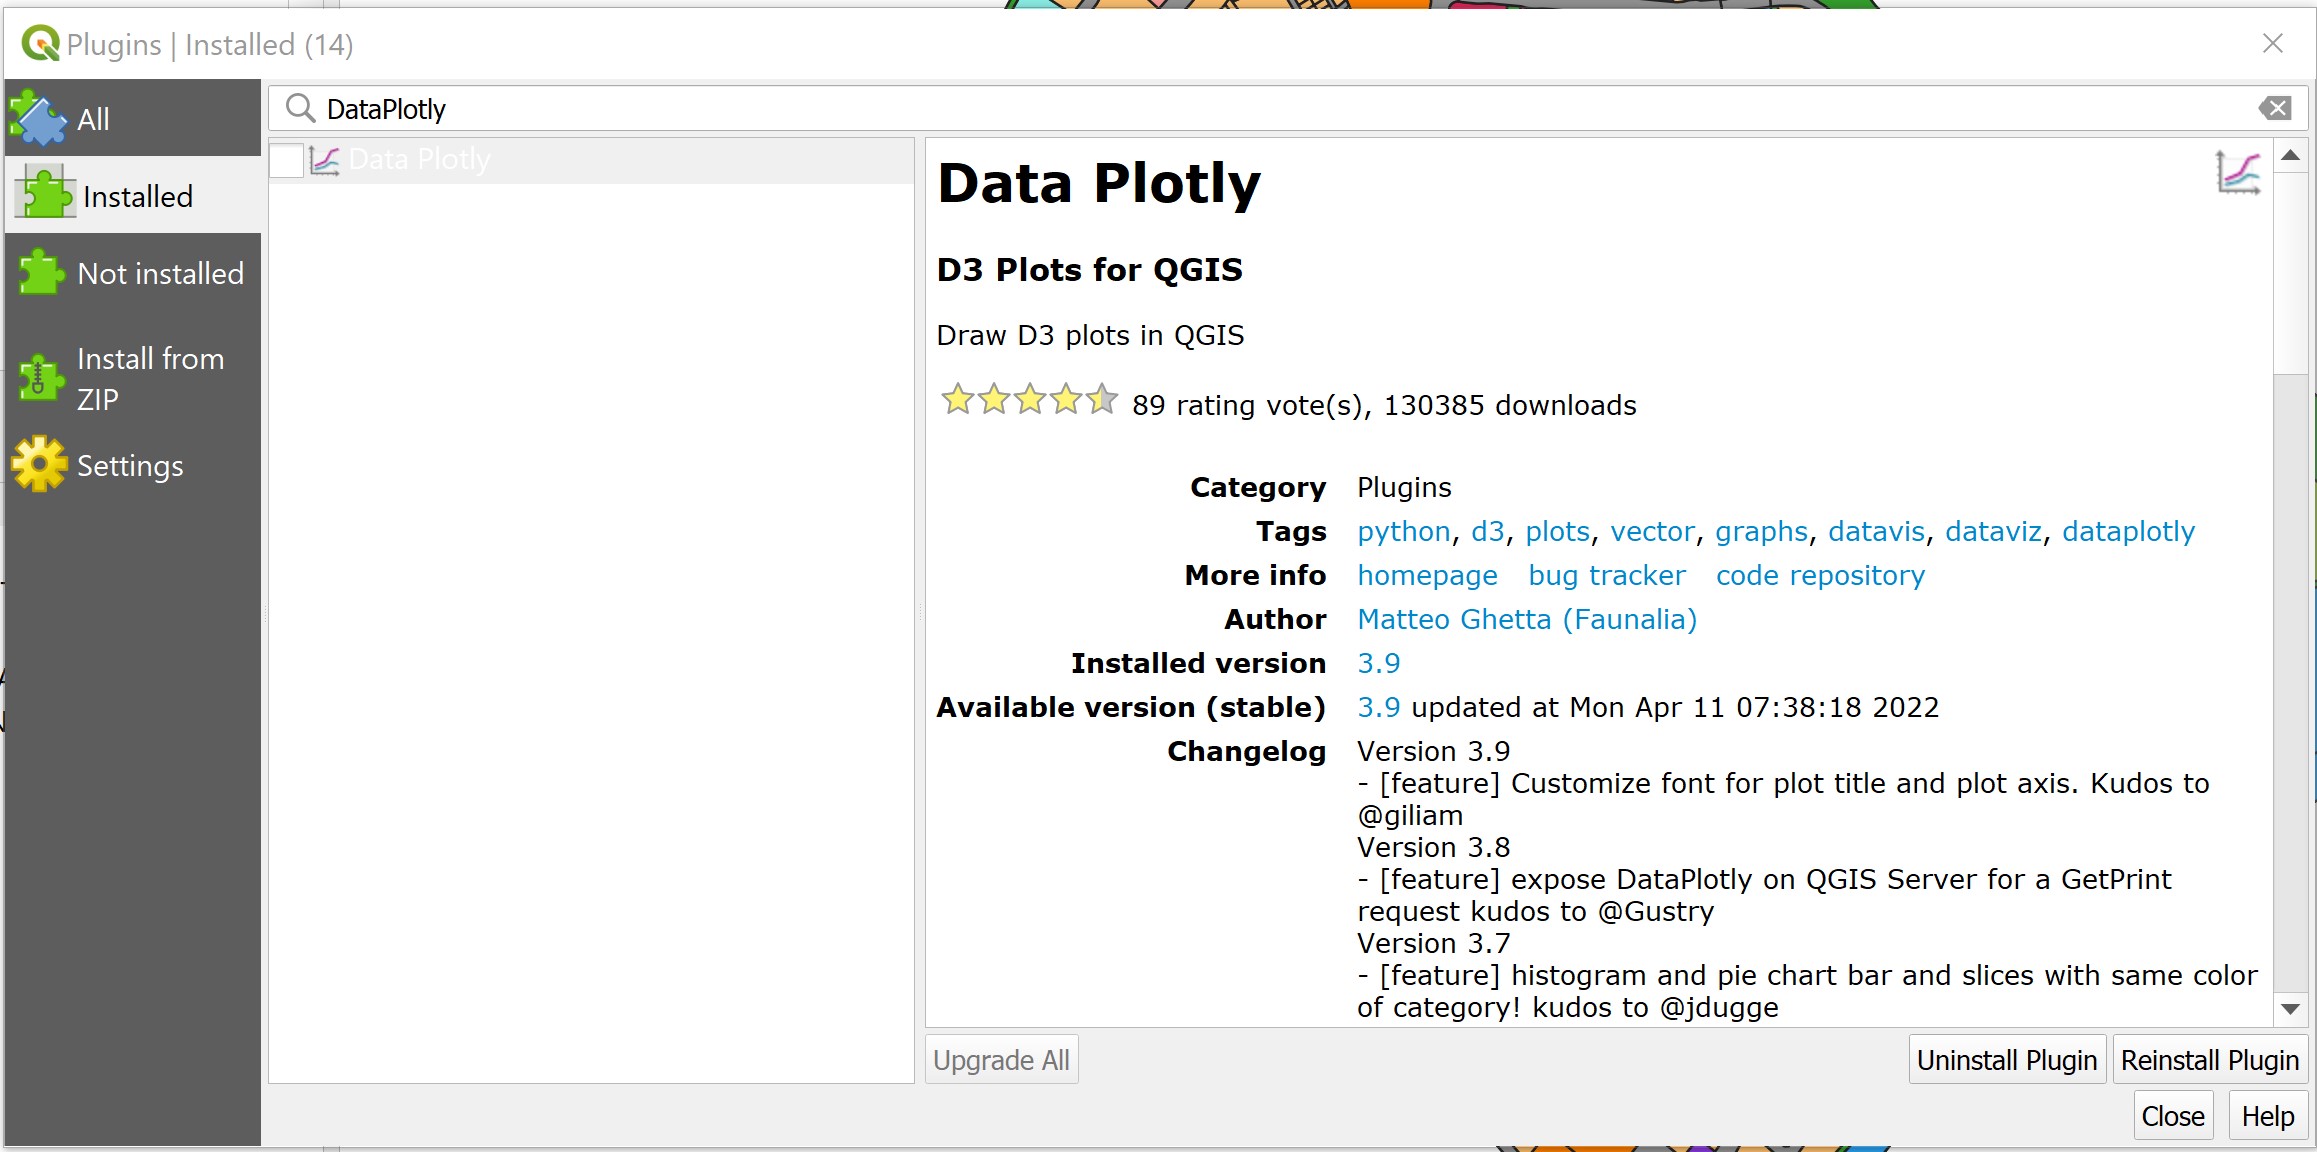 Plugins | Installed (14)
All
Installed
Not installed
Install from
ZIP
Settings
DataPlotly
Data Plotly
Data Plotly
D3 Plots for QGIS
Draw D3 plots in QGIS
89 rating vote(s), 130385 downloads
Category Plugins
Tags python, d3, plots, vector, graphs, datavis, dataviz, dataplotly
More info homepage bug tracker code repository
Author Matteo Ghetta (Faunalia)
Installed version 3.9
Available version (stable) 3.9 updated at Mon Apr 11 07:38:18 2022
Changelog Version 3.9
- [feature] Customize font for plot title and plot axis. Kudos to
@giliam
Version 3.8
- [feature] expose DataPlotly on QGIS Server for a GetPrint
request kudos to @Gustry
Version 3.7
- [feature] histogram and pie chart bar and slices with same color
of category! kudos to @jdugge
Upgrade All
Uninstall Plugin
Reinstall Plugin
Close
Help